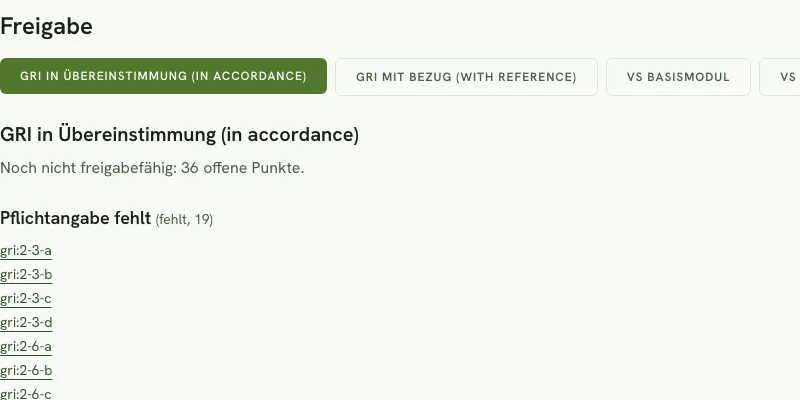 Freigabe
GRI IN ÜBEREINSTIMMUNG (IN ACCORDANCE) GRI MIT BEZUG (WITH REFERENCE) VS BASISMODUL VS
GRI in Übereinstimmung (in accordance)
Noch nicht freigabefähig: 36 offene Punkte.
Pflichtangabe fehlt (fehlt, 19)
gri:2-3-a
gri:2-3-b
gri:2-3-c
gri:2-3-d
gri:2-6-a
gri:2-6-b
gri:2-6-c